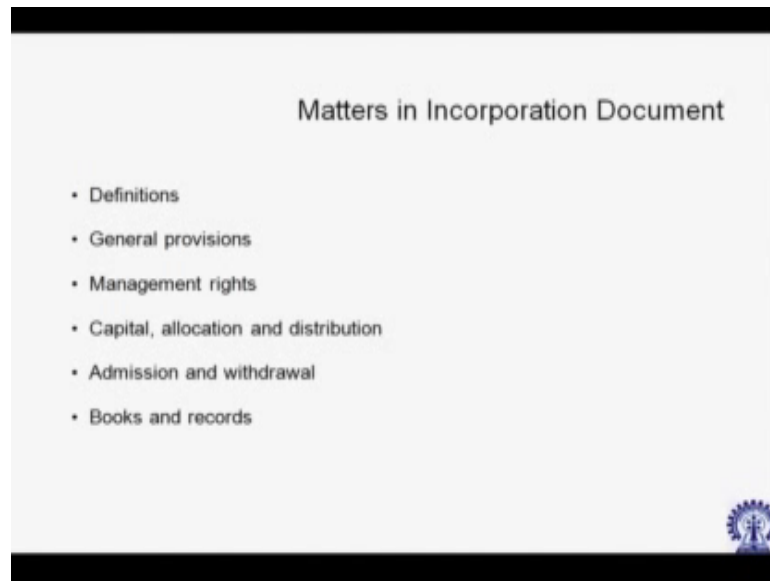 Matters in Incorporation Document
• Definitions
• General provisions
• Management rights
• Capital, allocation and distribution
• Admission and withdrawal
• Books and records